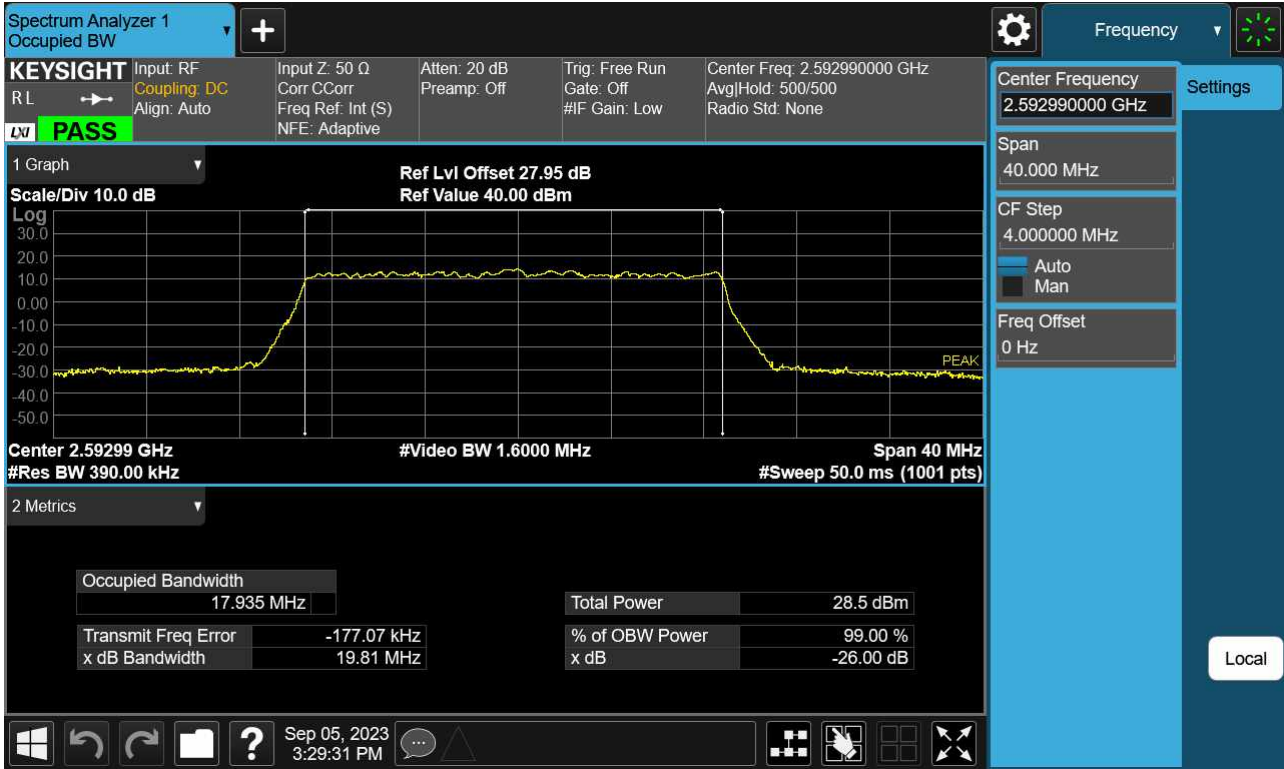 Spectrum Analyzer 1
Occupied BW
+
Frequency
KEYSIGHT
R L
LXI
PASS
Input: RF
Coupling: DC
Align: Auto
Input Z: 50 Ω
Corr CCorr
Freq Ref: Int (S)
NFE: Adaptive
Atten: 20 dB
Preamp: Off
Trig: Free Run
Gate: Off
#IF Gain: Low
Center Freq: 2.592990000 GHz
Avg|Hold: 500/500
Radio Std: None
Center Frequency
2.592990000 GHz
Settings
Span
40.000 MHz
CF Step
4.000000 MHz
Auto
Man
Freq Offset
0 Hz
Local
1 Graph
Scale/Div 10.0 dB
Ref Lvl Offset 27.95 dB
Ref Value 40.00 dBm
Log
30.0
20.0
10.0
0.00
-10.0
-20.0
-30.0
-40.0
-50.0
PEAK
Center 2.59299 GHz
#Video BW 1.6000 MHz
Span 40 MHz
#Res BW 390.00 kHz
#Sweep 50.0 ms (1001 pts)
2 Metrics
Occupied Bandwidth
17.935 MHz
Total Power 28.5 dBm
Transmit Freq Error -177.07 kHz
% of OBW Power 99.00 %
x dB Bandwidth 19.81 MHz
x dB -26.00 dB
?
Sep 05, 2023
3:29:31 PM